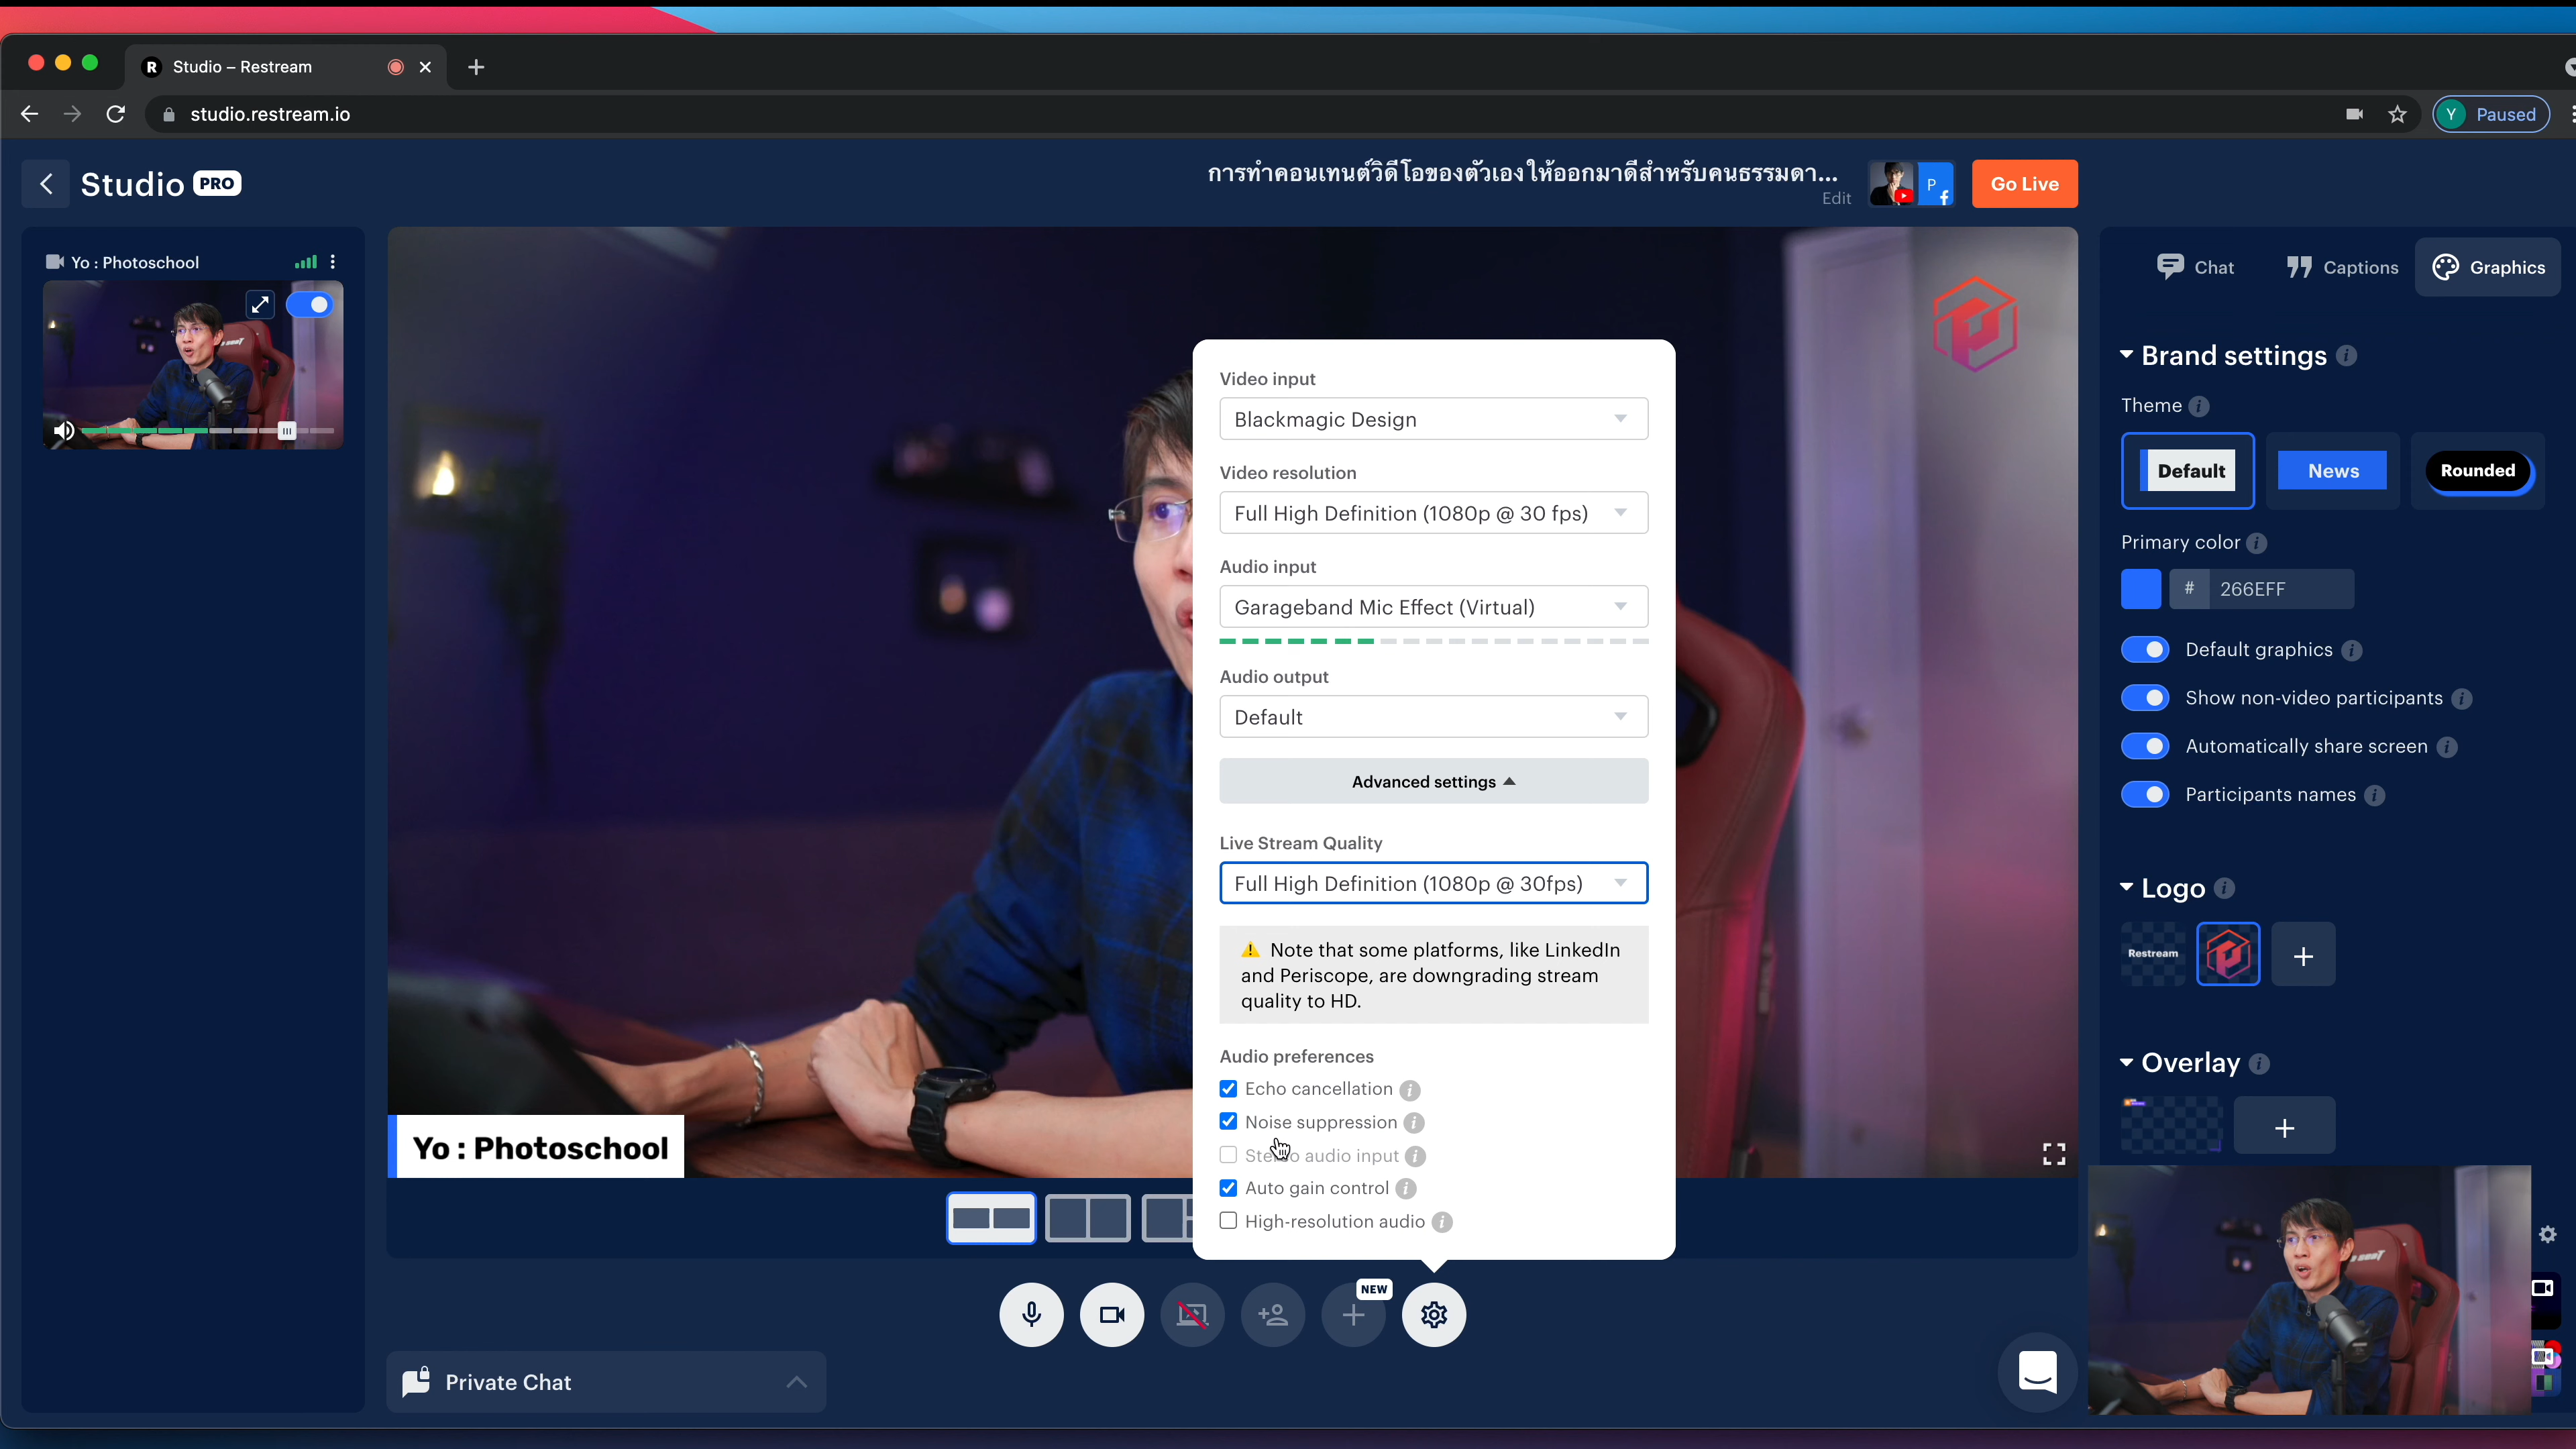 Studio – Restream
studio.restream.io
Y Paused
Studio PRO
การทำคอนเทนต์วิดีโอของตัวเองให้ออกมาดีสำหรับคนธรรมดา...
Edit
P
Go Live
Yo : Photoschool
Chat
Captions
Graphics
Brand settings
Theme
Default
News
Rounded
Primary color
# 266EFF
Default graphics
Show non-video participants
Automatically share screen
Participants names
Logo
Restream
Overlay
Video input
Blackmagic Design
Video resolution
Full High Definition (1080p @ 30 fps)
Audio input
Garageband Mic Effect (Virtual)
Audio output
Default
Advanced settings
Live Stream Quality
Full High Definition (1080p @ 30fps)
Note that some platforms, like LinkedIn
and Periscope, are downgrading stream
quality to HD.
Audio preferences
Echo cancellation
Noise suppression
audio input
Auto gain control
High-resolution audio
Yo : Photoschool
NEW
Private Chat